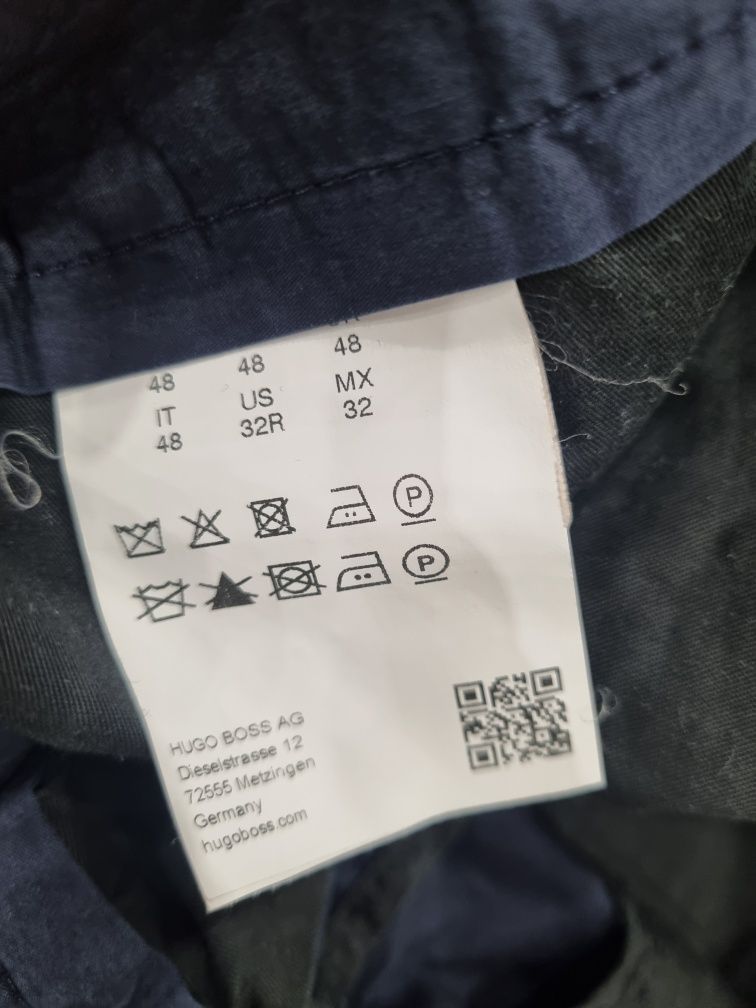 48 48 48
IT US MX
48 32R 32
P
P
HUGO BOSS AG
Dieselstrasse 12
72555 Metzingen
Germany
hugoboss.com